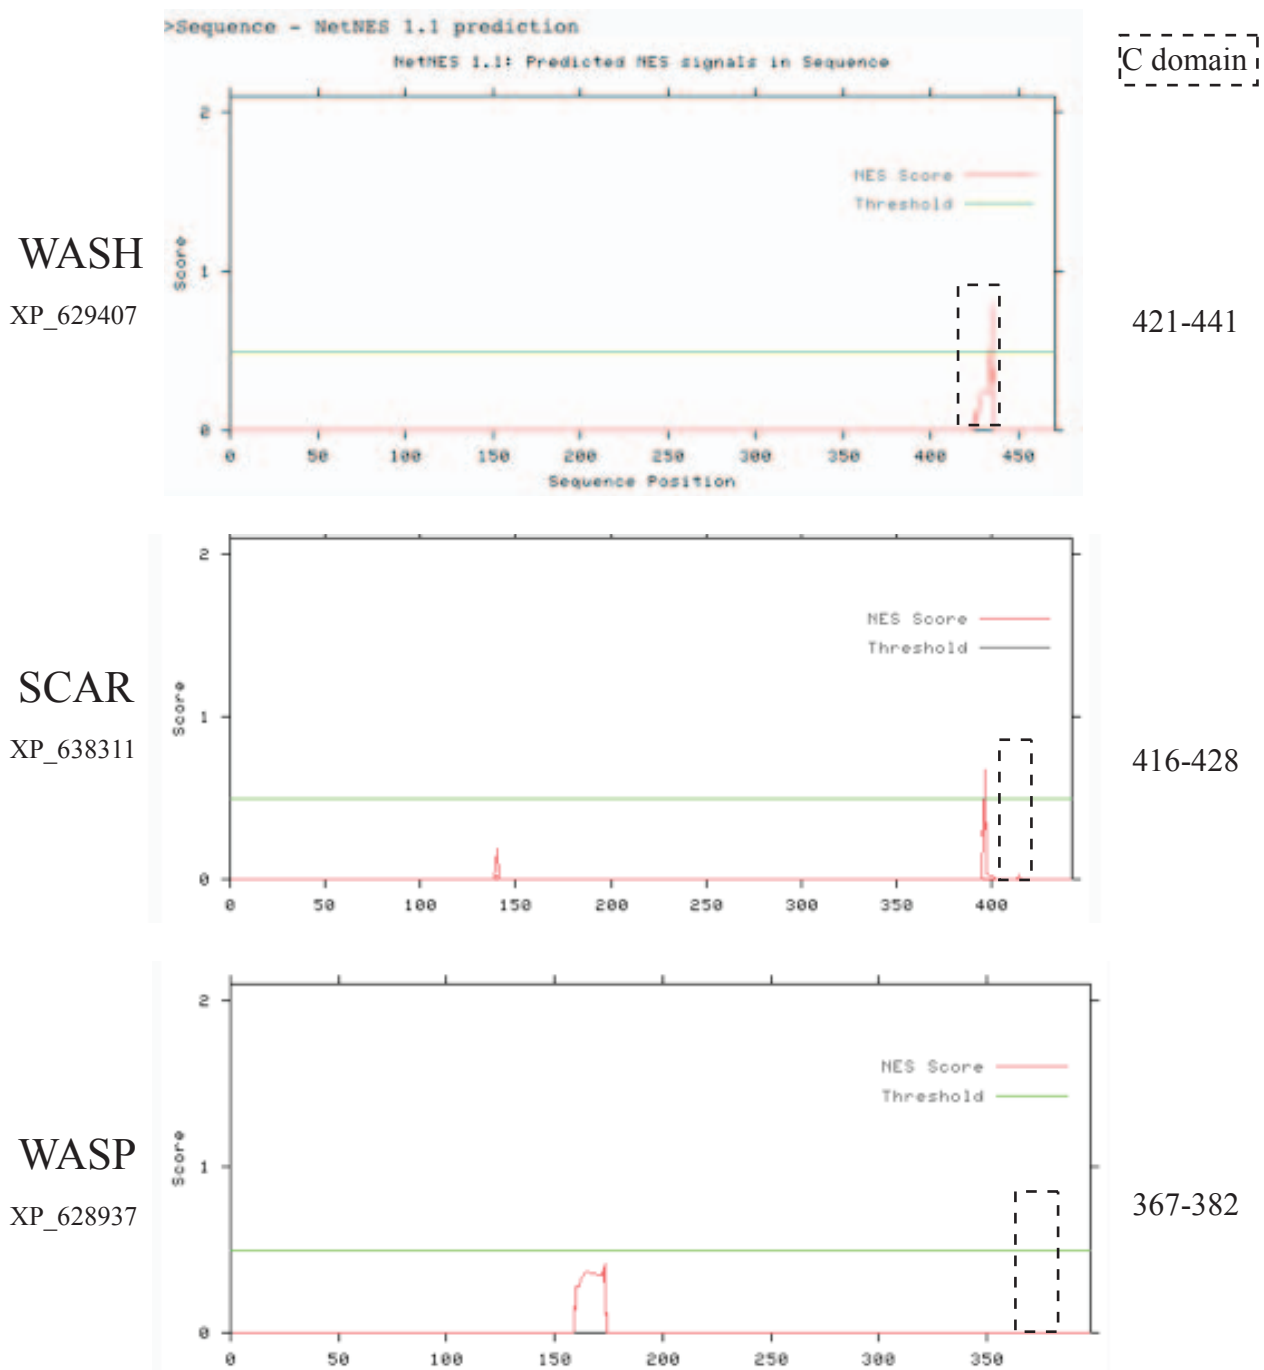 >Sequence - NetNES 1.1 prediction
NetNES 1.1: Predicted NES signals in Sequence
C domain
2
NES Score
Threshold
WASH
Score
1
XP_629407
421-441
0
0 50 100 150 200 250 300 350 400 450
Sequence Position
2
NES Score
Threshold
SCAR
Score
1
XP_638311
416-428
0
0 50 100 150 200 250 300 350 400
2
NES Score
Threshold
WASP
Score
1
XP_628937
367-382
0
0 50 100 150 200 250 300 350